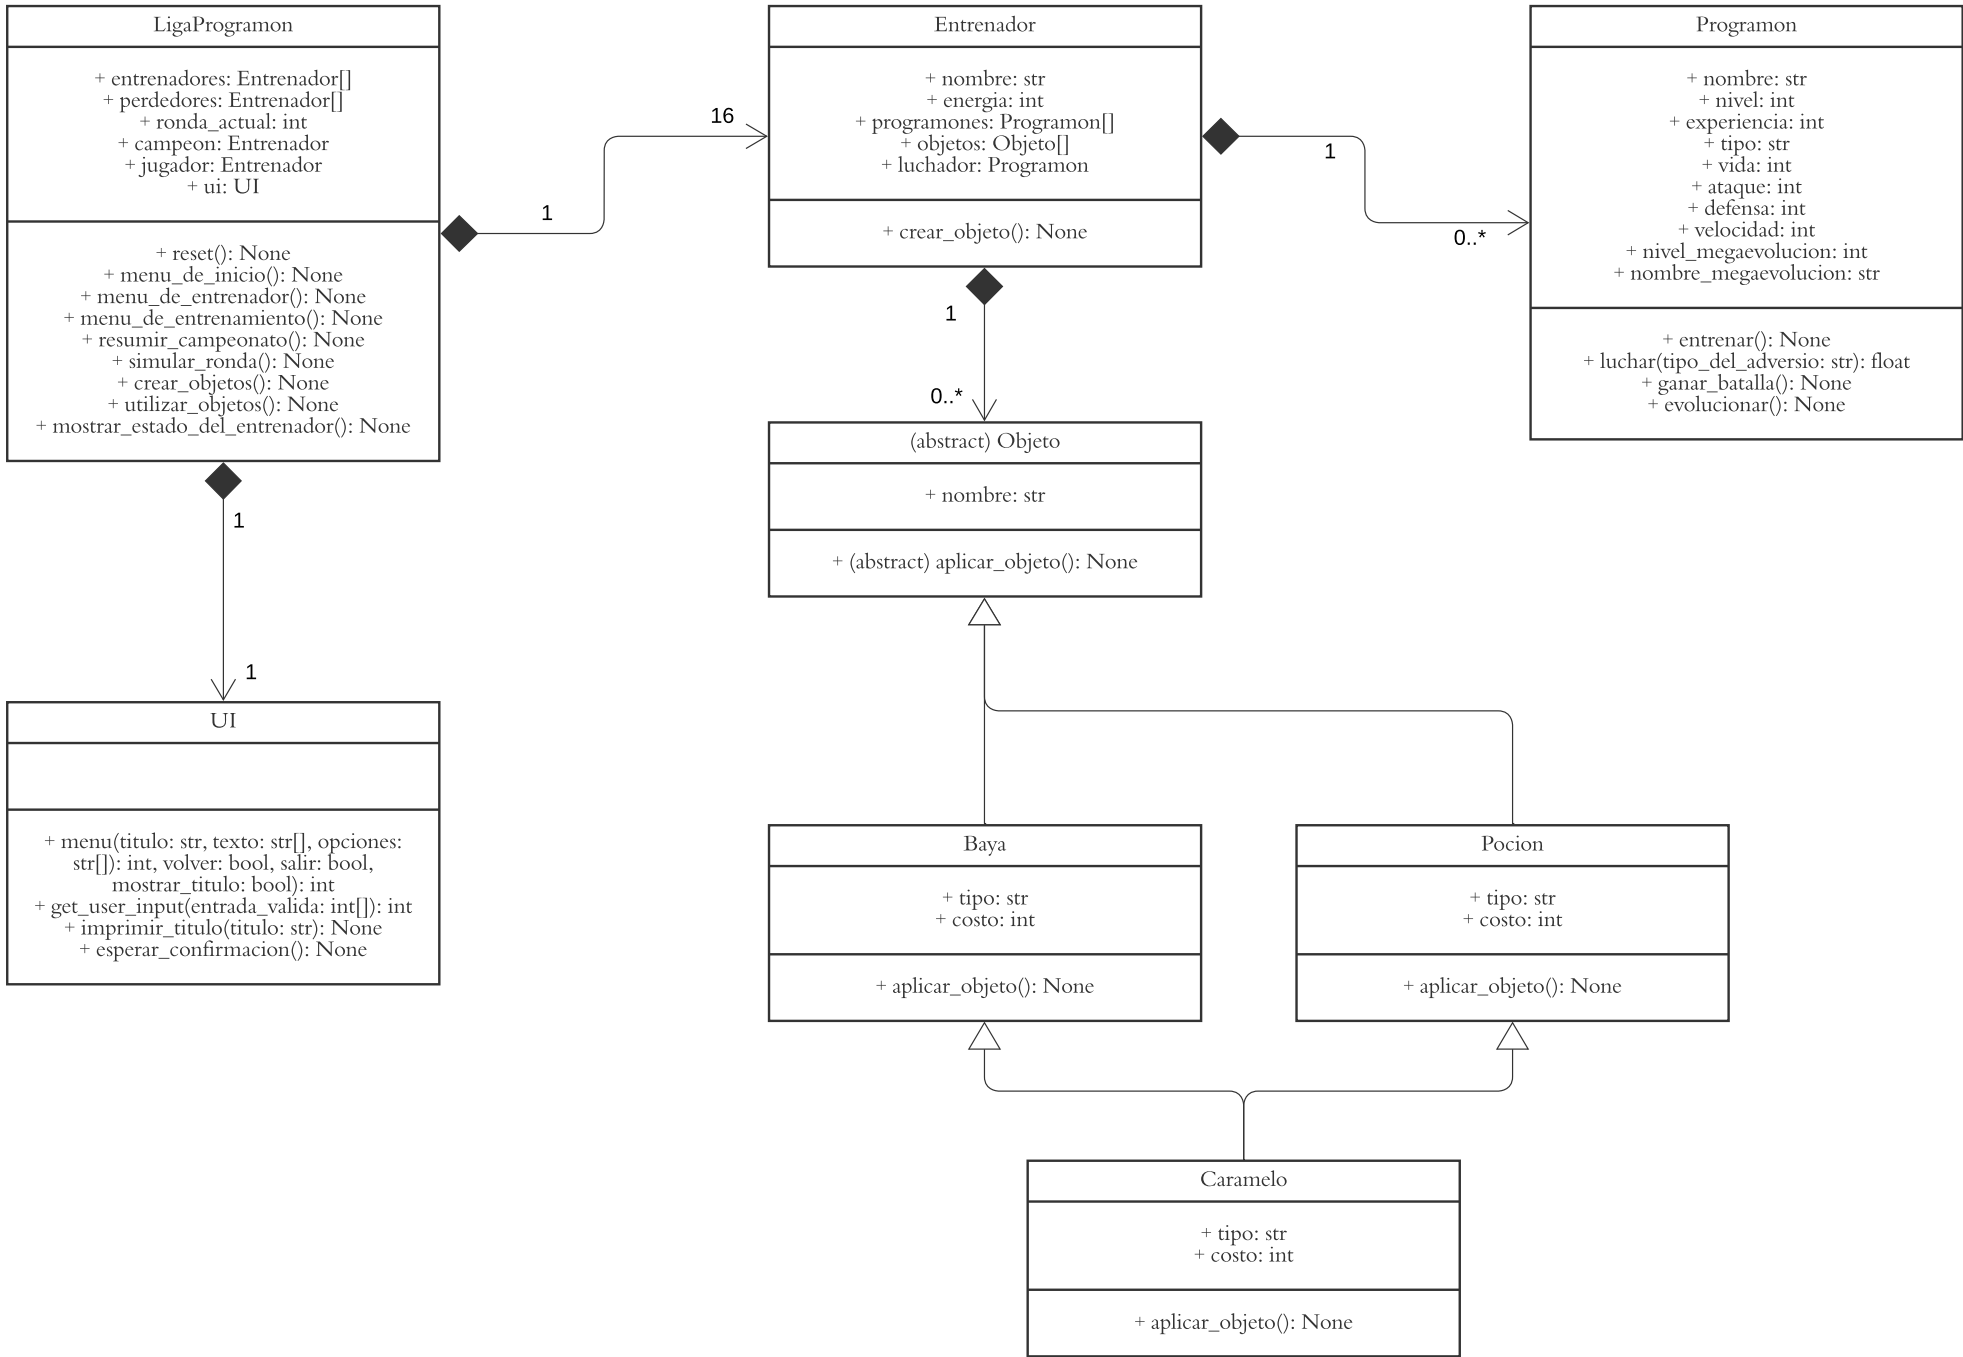 LigaProgramon
+ entrenadores: Entrenador[]
+ perdedores: Entrenador[]
+ ronda_actual: int
+ campeon: Entrenador
+ jugador: Entrenador
+ ui: UI
+ reset(): None
+ menu_de_inicio(): None
+ menu_de_entrenador(): None
+ menu_de_entrenamiento(): None
+ resumir_campeonato(): None
+ simular_ronda(): None
+ crear_objetos(): None
+ utilizar_objetos(): None
+ mostrar_estado_del_entrenador(): None
1
16
Entrenador
+ nombre: str
+ energia: int
+ programones: Programon[]
+ objetos: Objeto[]
+ luchador: Programon
+ crear_objeto(): None
1
0..*
Programon
+ nombre: str
+ nivel: int
+ experiencia: int
+ tipo: str
+ vida: int
+ ataque: int
+ defensa: int
+ velocidad: int
+ nivel_megaevolucion: int
+ nombre_megaevolucion: str
+ entrenar(): None
+ luchar(tipo_del_adversio: str): float
+ ganar_batalla(): None
+ evolucionar(): None
1
0..*
(abstract) Objeto
+ nombre: str
+ (abstract) aplicar_objeto(): None
1
1
UI
+ menu(titulo: str, texto: str[], opciones:
str[]): int, volver: bool, salir: bool,
mostrar_titulo: bool): int
+ get_user_input(entrada_valida: int[]): int
+ imprimir_titulo(titulo: str): None
+ esperar_confirmacion(): None
Baya
+ tipo: str
+ costo: int
+ aplicar_objeto(): None
Pocion
+ tipo: str
+ costo: int
+ aplicar_objeto(): None
Caramelo
+ tipo: str
+ costo: int
+ aplicar_objeto(): None